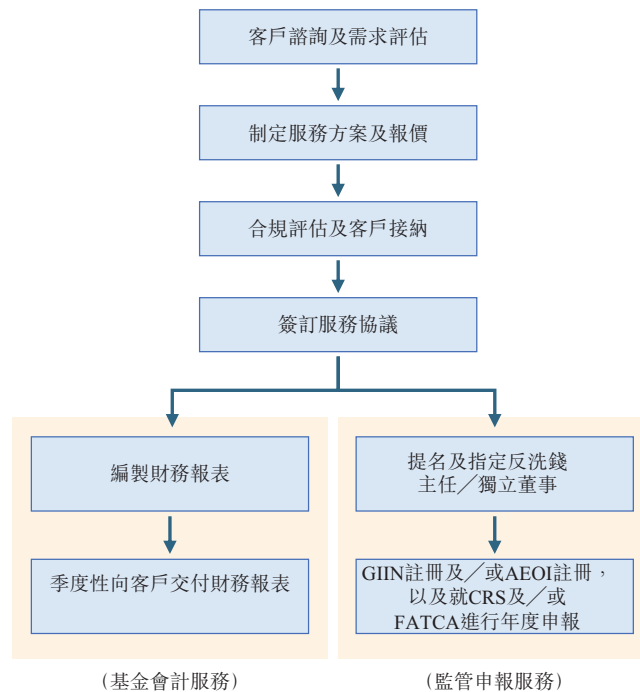 客戶諮詢及需求評估
制定服務方案及報價
合規評估及客戶接納
簽訂服務協議
編製財務報表
季度性向客戶交付財務報表
(基金會計服務)
提名及指定反洗錢
主任／獨立董事
GIIN註冊及／或AEOI註冊，
以及就CRS及／或
FATCA進行年度申報
(監管申報服務)